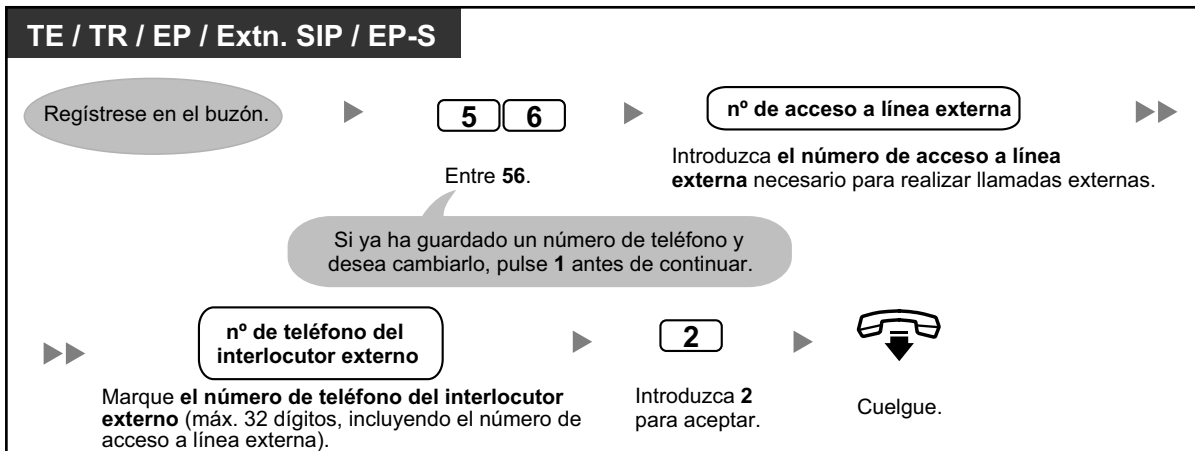 TE / TR / EP / Extn. SIP / EP-S
Regístrese en el buzón.
5 6
Entre 56.
nº de acceso a línea externa
Introduzca el número de acceso a línea
externa necesario para realizar llamadas externas.
Si ya ha guardado un número de teléfono y
desea cambiarlo, pulse 1 antes de continuar.
nº de teléfono del
interlocutor externo
Marque el número de teléfono del interlocutor
externo (máx. 32 dígitos, incluyendo el número de
acceso a línea externa).
2
Introduzca 2
para aceptar.
Cuelgue.